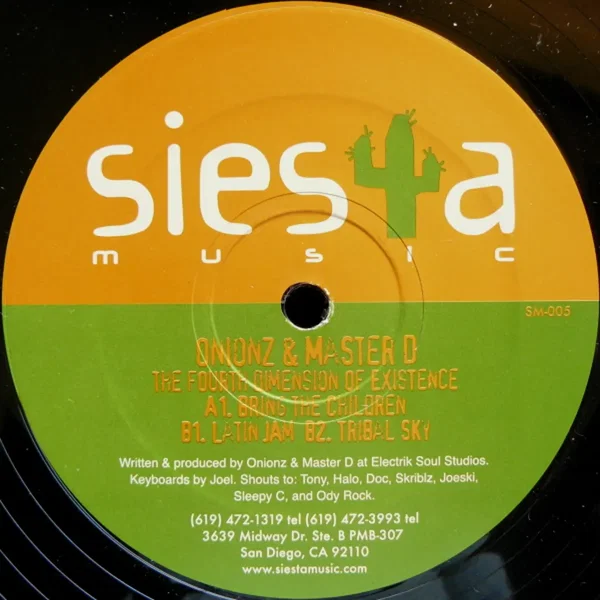 siesta
music
SM-005
ONIONZ & MASTER D
THE FOURTH DIMENSION OF EXISTENCE
A1. BRING THE CHILDREN
B1. LATIN JAM B2. TRIBAL SKY
Written & produced by Onionz & Master D at Electrik Soul Studios.
Keyboards by Joel. Shouts to: Tony, Halo, Doc, Skriblz, Joeski,
Sleepy C, and Ody Rock.
(619) 472-1319 tel (619) 472-3993 tel
3639 Midway Dr. Ste. B PMB-307
San Diego, CA 92110
www.siestamusic.com